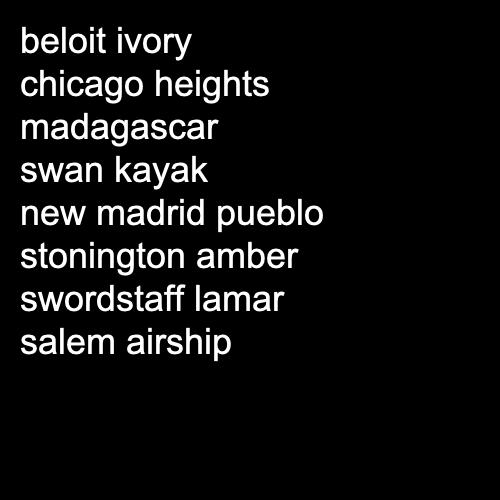 beloit ivory
chicago heights
madagascar
swan kayak
new madrid pueblo
stonington amber
swordstaff lamar
salem airship